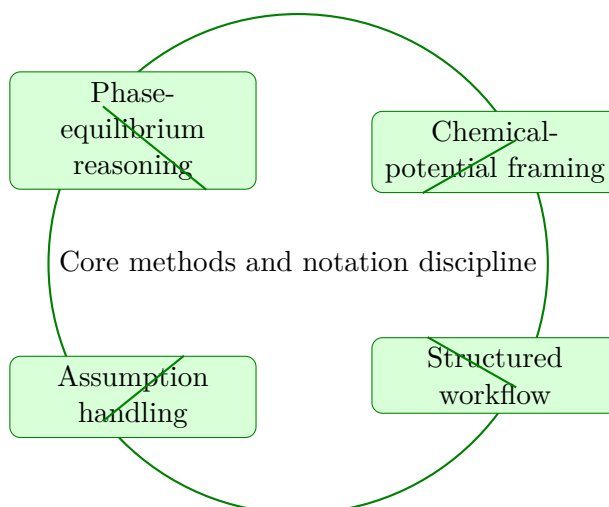 Phase-
equilibrium
reasoning
Chemical-
potential framing
Core methods and notation discipline
Assumption
handling
Structured
workflow